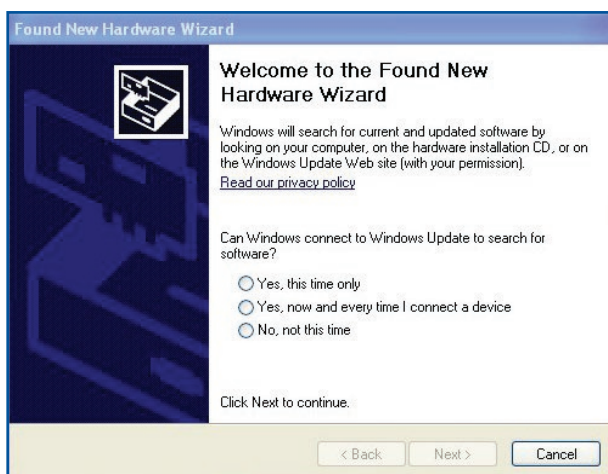 Found New Hardware Wizard
Welcome to the Found New
Hardware Wizard
Windows will search for current and updated software by
looking on your computer, on the hardware installation CD, or on
the Windows Update Web site (with your permission).
Read our privacy policy
Can Windows connect to Windows Update to search for
software?
Yes, this time only
Yes, now and every time I connect a device
No, not this time
Click Next to continue.
< Back
Next >
Cancel